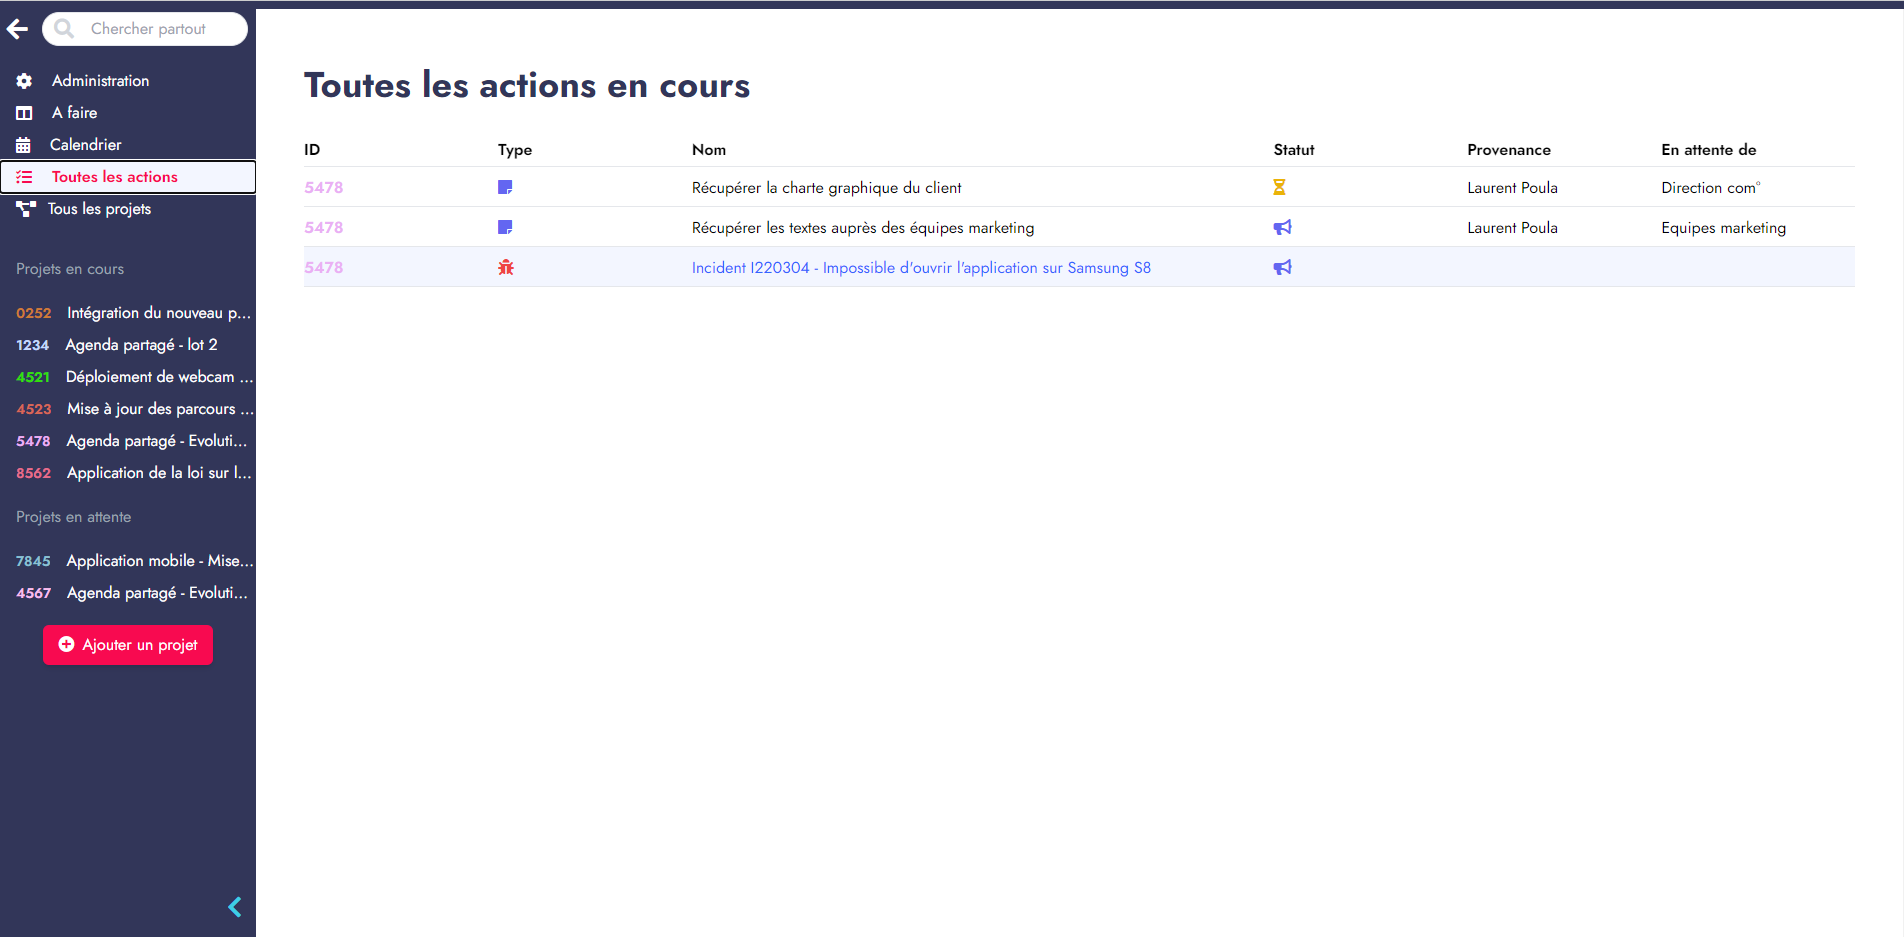 Chercher partout
Administration
A faire
Calendrier
Toutes les actions
Tous les projets
Projets en cours
0252 Intégration du nouveau p...
1234 Agenda partagé - lot 2
4521 Déploiement de webcam ...
4523 Mise à jour des parcours ...
5478 Agenda partagé - Evoluti...
8562 Application de la loi sur l...
Projets en attente
7845 Application mobile - Mise...
4567 Agenda partagé - Evoluti...
Ajouter un projet
Toutes les actions en cours
ID Type Nom Statut Provenance En attente de
5478 Récupérer la charte graphique du client Laurent Poula Direction com°
5478 Récupérer les textes auprès des équipes marketing Laurent Poula Equipes marketing
5478 Incident I220304 - Impossible d'ouvrir l'application sur Samsung S8